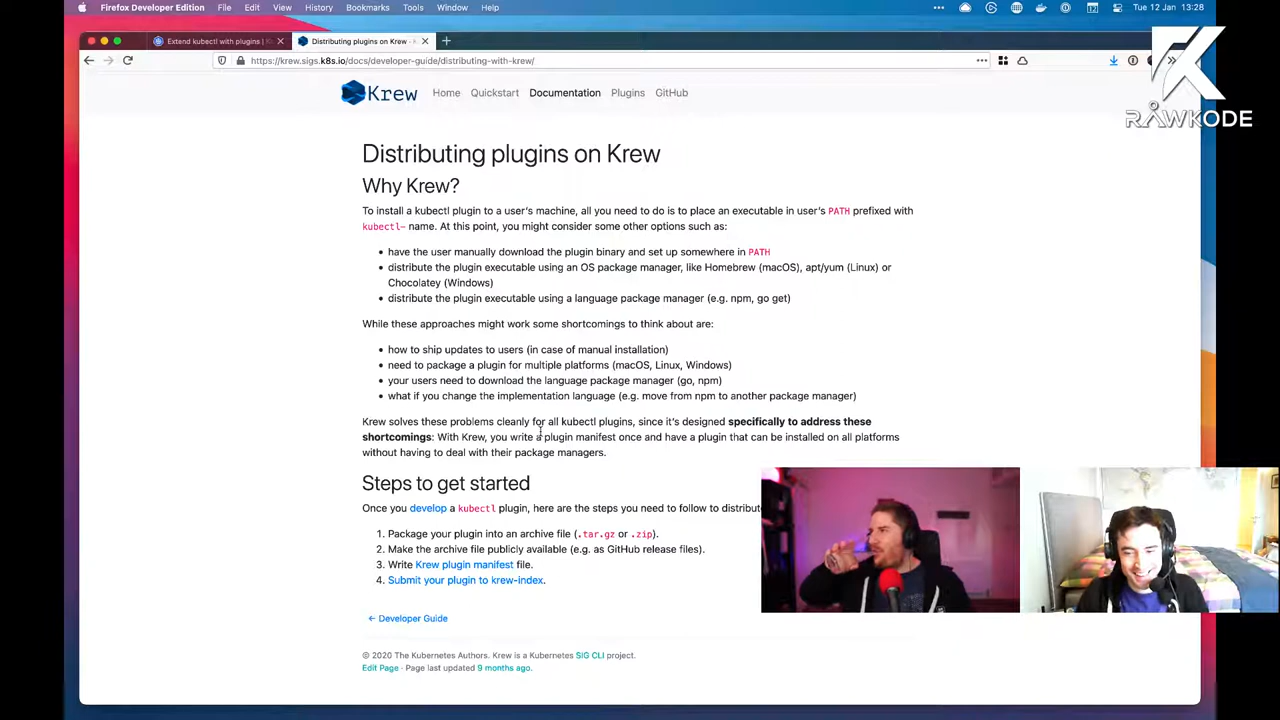 Firefox Developer Edition File Edit View History Bookmarks Tools Window Help Tue 12 Jan 13:28
Extend kubectl with plugins | K Distributing plugins on Krew -
https://krew.sigs.k8s.io/docs/developer-guide/distributing-with-krew/
RAWKODE
Krew Home Quickstart Documentation Plugins GitHub
Distributing plugins on Krew
Why Krew?
To install a kubectl plugin to a user's machine, all you need to do is to place an executable in user's PATH prefixed with
kubectl- name. At this point, you might consider some other options such as:
• have the user manually download the plugin binary and set up somewhere in PATH
• distribute the plugin executable using an OS package manager, like Homebrew (macOS), apt/yum (Linux) or
Chocolatey (Windows)
• distribute the plugin executable using a language package manager (e.g. npm, go get)
While these approaches might work some shortcomings to think about are:
• how to ship updates to users (in case of manual installation)
• need to package a plugin for multiple platforms (macOS, Linux, Windows)
• your users need to download the language package manager (go, npm)
• what if you change the implementation language (e.g. move from npm to another package manager)
Krew solves these problems cleanly for all kubectl plugins, since it's designed specifically to address these
shortcomings: With Krew, you write a plugin manifest once and have a plugin that can be installed on all platforms
without having to deal with their package managers.
Steps to get started
Once you develop a kubectl plugin, here are the steps you need to follow to distribut
1. Package your plugin into an archive file (.tar.gz or .zip).
2. Make the archive file publicly available (e.g. as GitHub release files).
3. Write Krew plugin manifest file.
4. Submit your plugin to krew-index.
← Developer Guide
© 2020 The Kubernetes Authors. Krew is a Kubernetes SIG CLI project.
Edit Page · Page last updated 9 months ago.